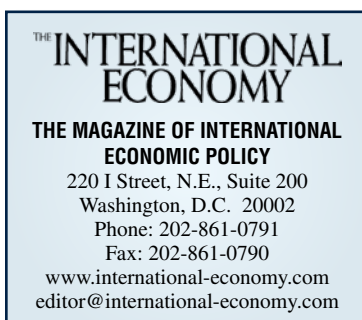 THE INTERNATIONAL
ECONOMY
THE MAGAZINE OF INTERNATIONAL
ECONOMIC POLICY
220 I Street, N.E., Suite 200
Washington, D.C. 20002
Phone: 202-861-0791
Fax: 202-861-0790
www.international-economy.com
editor@international-economy.com